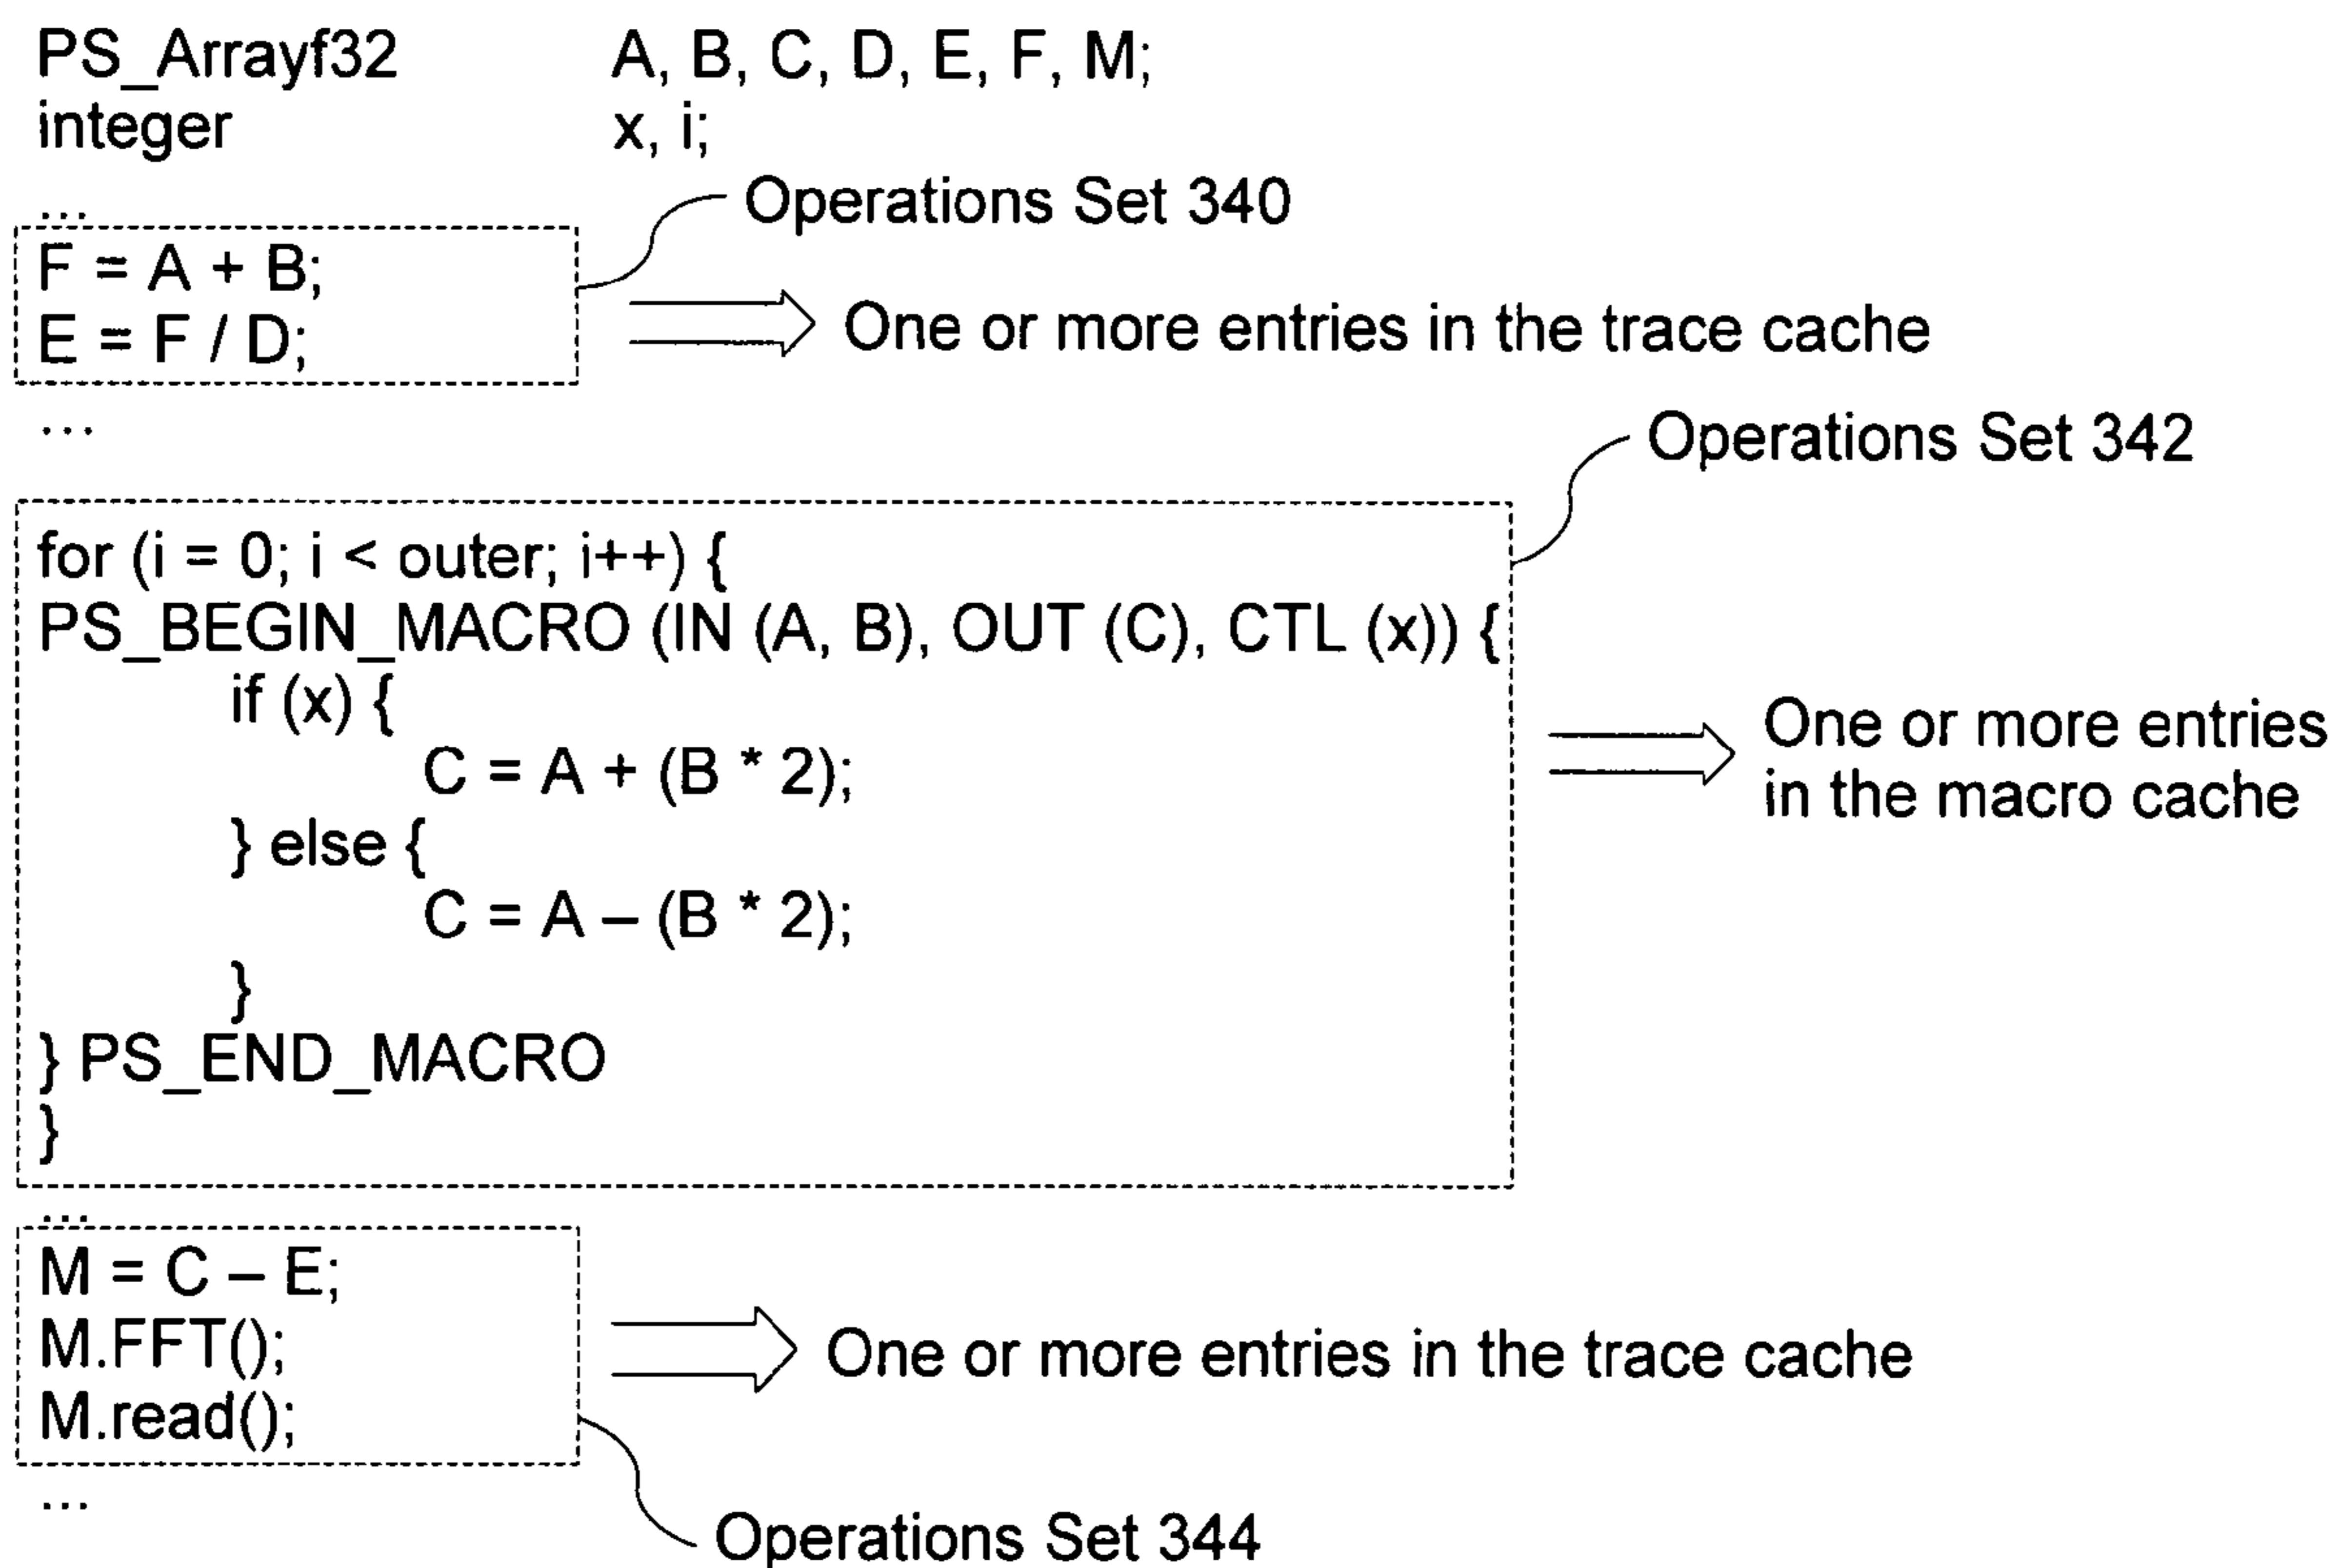 PS_Arrayf32 A, B, C, D, E, F, M;
integer x, i;
...
Operations Set 340
F = A + B;
E = F / D;
One or more entries in the trace cache
...
Operations Set 342
for (i = 0; i < outer; i++) {
PS_BEGIN_MACRO (IN (A, B), OUT (C), CTL (x)) {
if (x) {
C = A + (B * 2);
} else {
C = A – (B * 2);
}
} PS_END_MACRO
}
One or more entries
in the macro cache
...
M = C – E;
M.FFT();
M.read();
One or more entries in the trace cache
...
Operations Set 344